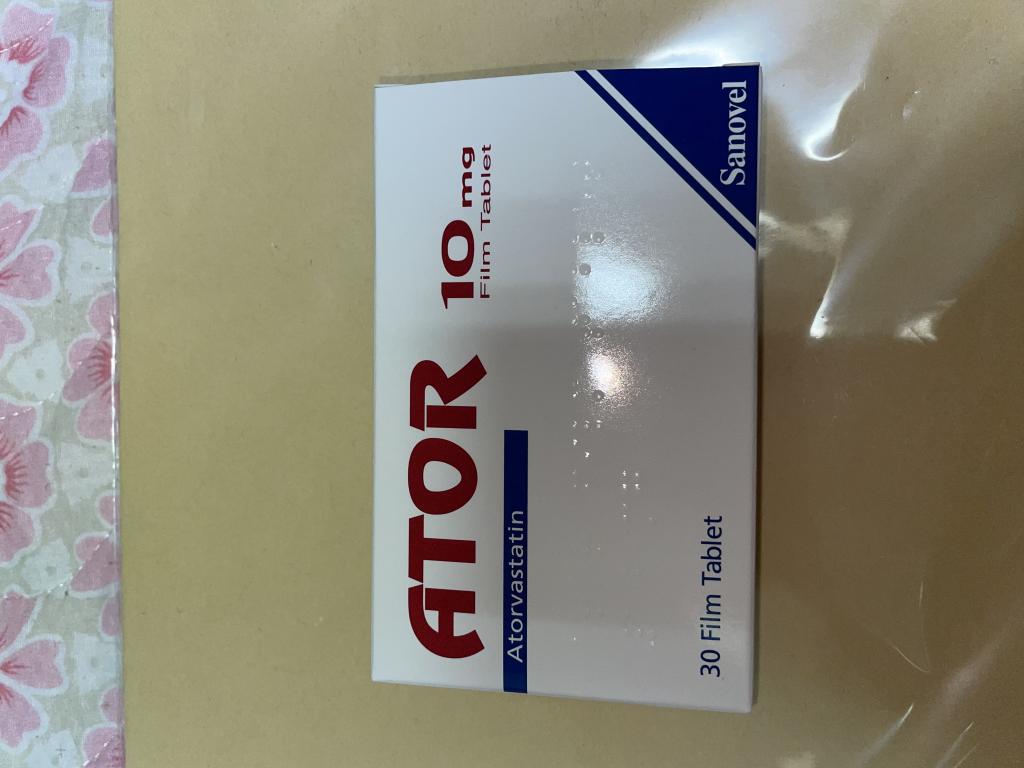 ATOR 10 mg
Film Tablet
Atorvastatin
30 Film Tablet
Sanovel